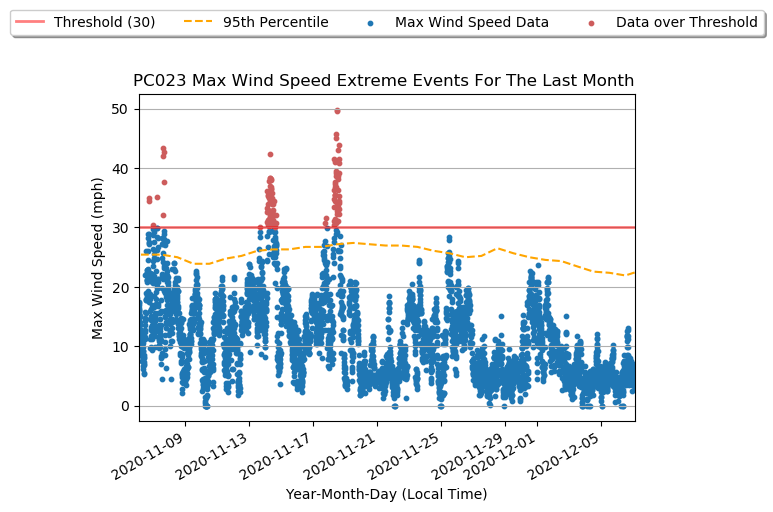 Threshold (30) 95th Percentile Max Wind Speed Data Data over Threshold
PC023 Max Wind Speed Extreme Events For The Last Month
Max Wind Speed (mph)
50
40
30
20
10
0
2020-11-09 2020-11-13 2020-11-17 2020-11-21 2020-11-25 2020-11-29 2020-12-01 2020-12-05
Year-Month-Day (Local Time)